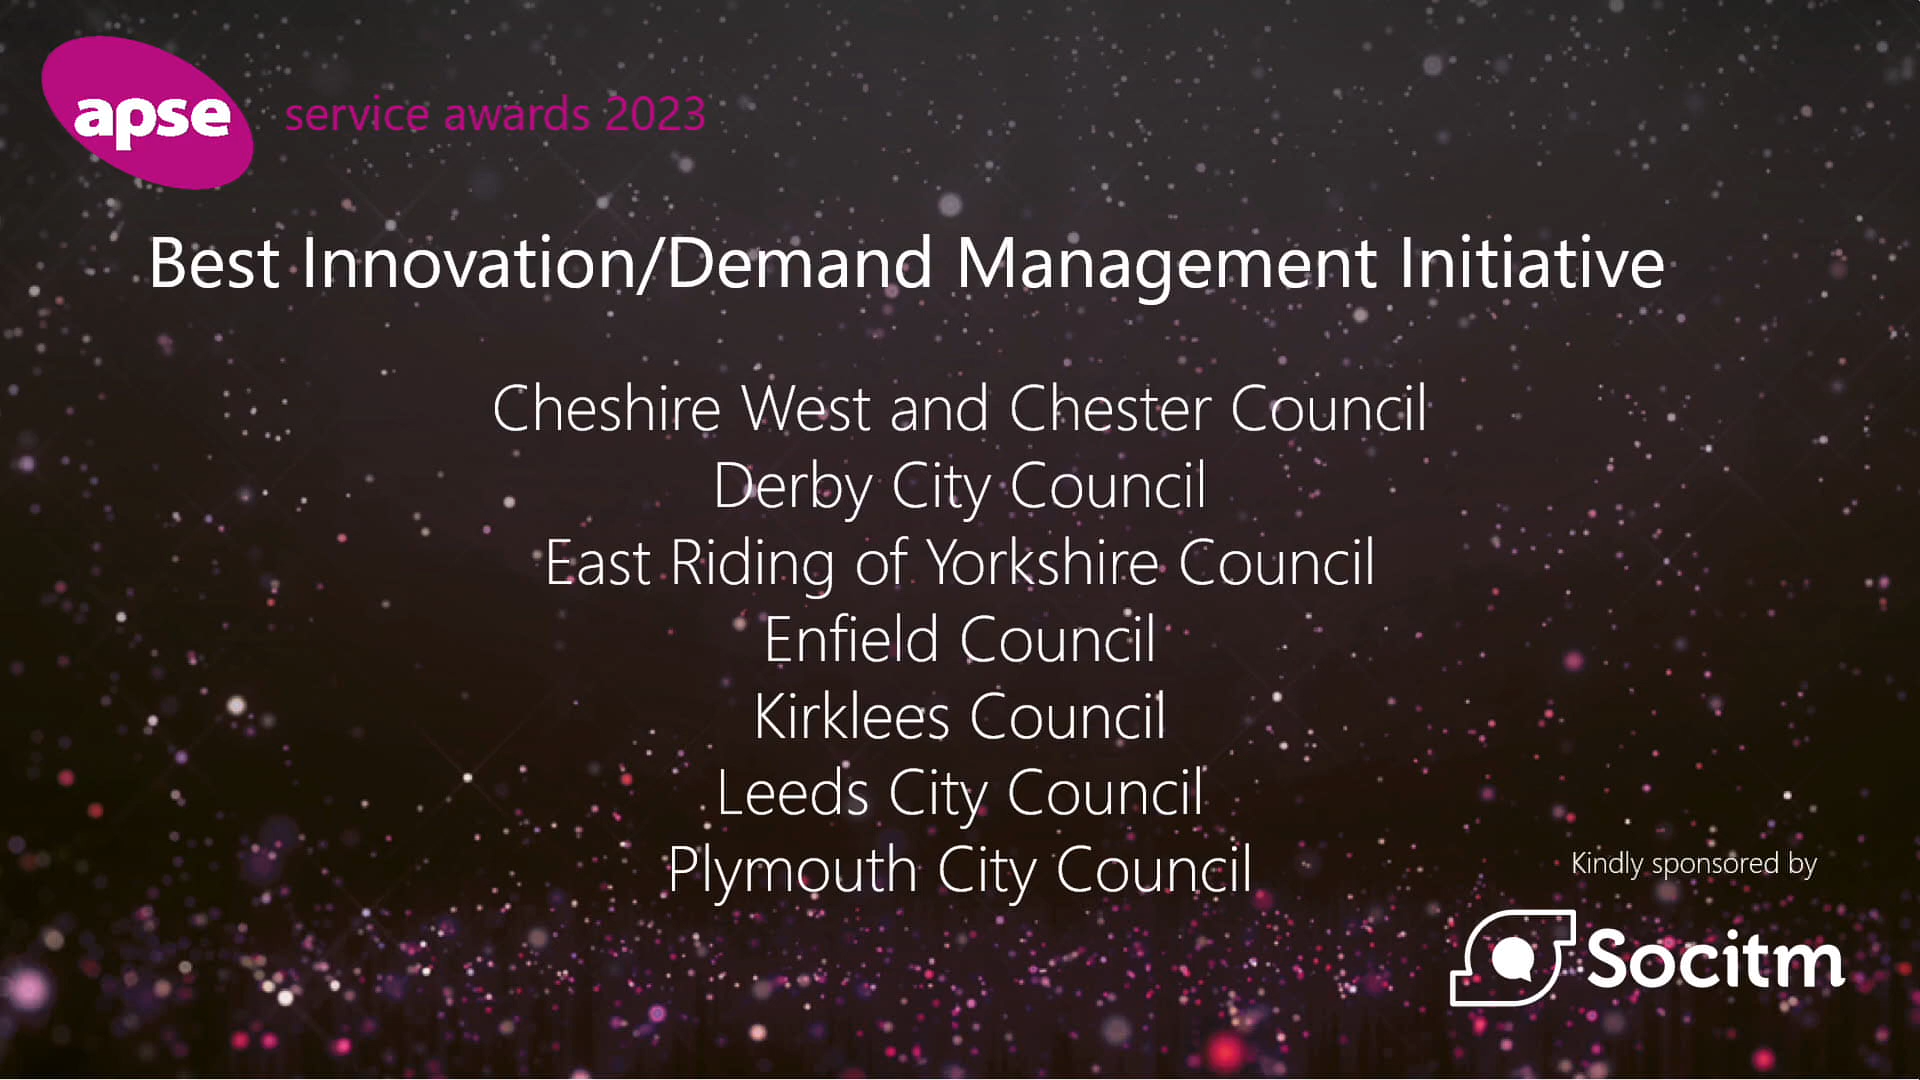 apse
service awards 2023
Best Innovation/Demand Management Initiative
Cheshire West and Chester Council
Derby City Council
East Riding of Yorkshire Council
Enfield Council
Kirklees Council
Leeds City Council
Plymouth City Council
Kindly sponsored by
Socitm